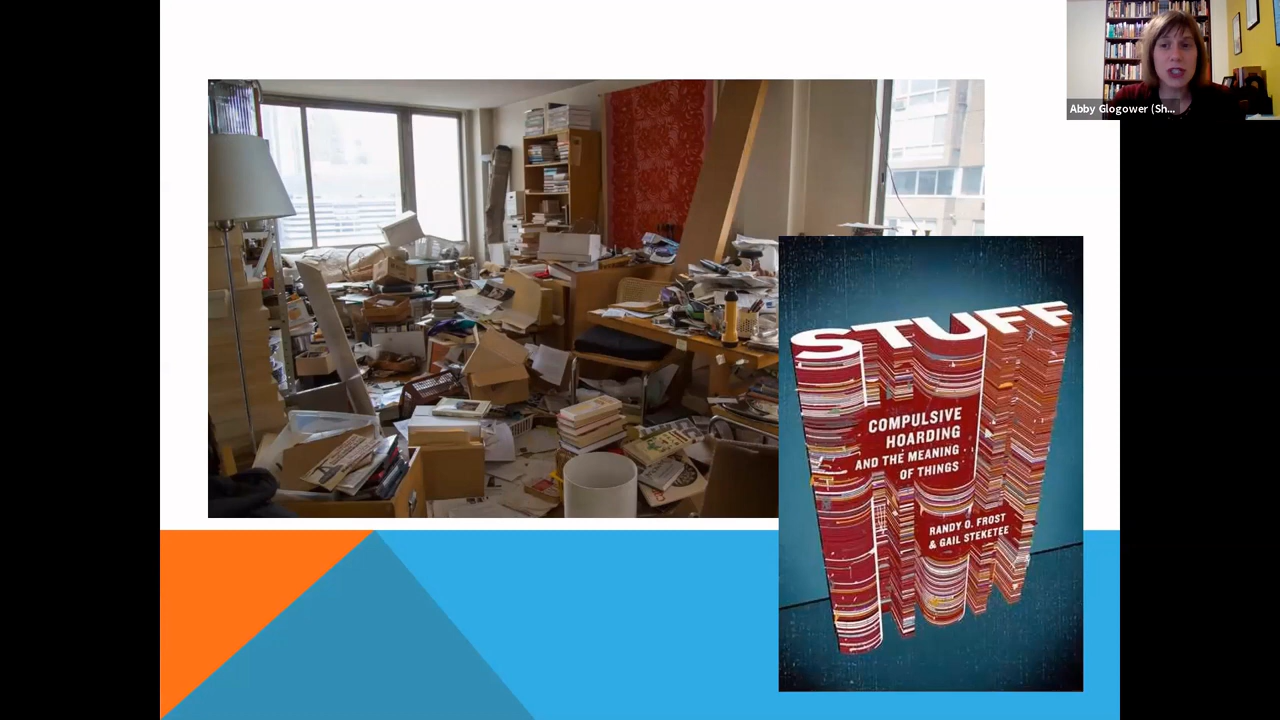 Abby Glogower (Sh...
STUFF
COMPULSIVE
HOARDING
AND THE MEANING
OF THINGS
RANDY O. FROST
& GAIL STEKETEE